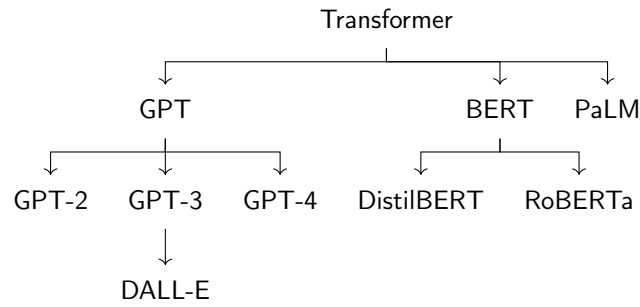 Transformer
GPT BERT PaLM
GPT-2 GPT-3 GPT-4 DistilBERT RoBERTa
DALL-E